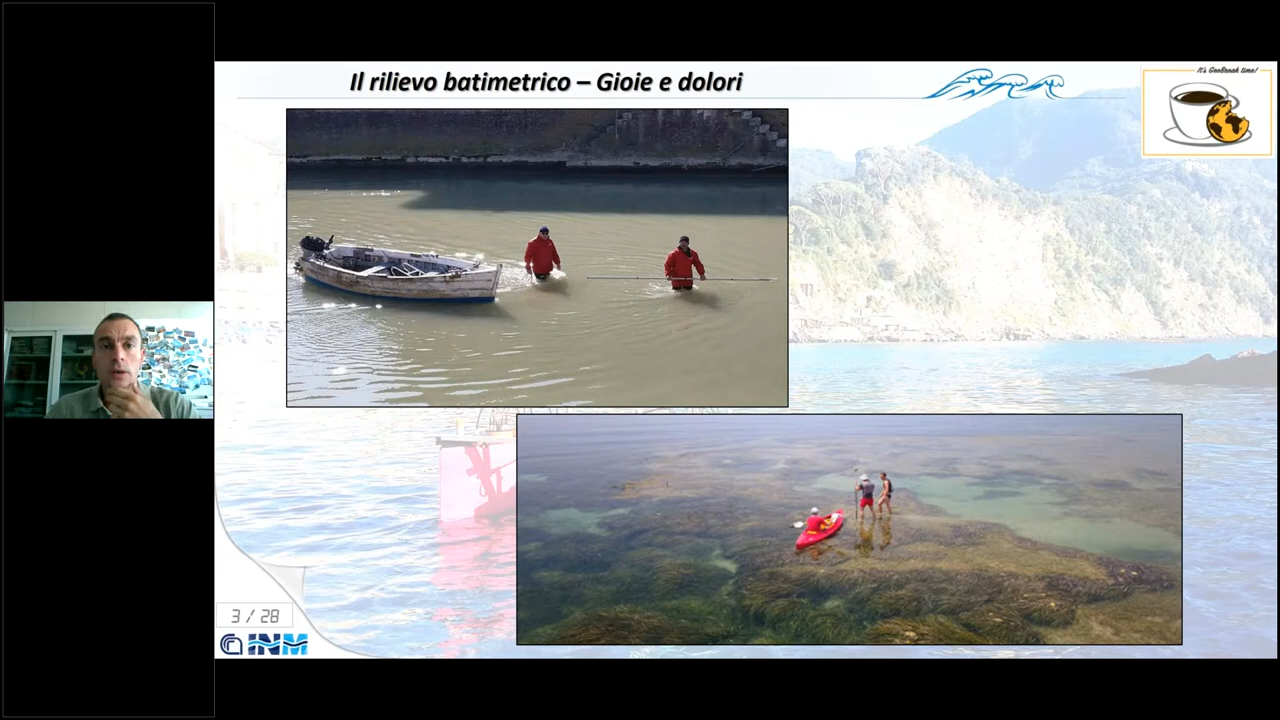 Il rilievo batimetrico – Gioie e dolori
It's GeoBreak time!
3 / 28
INM